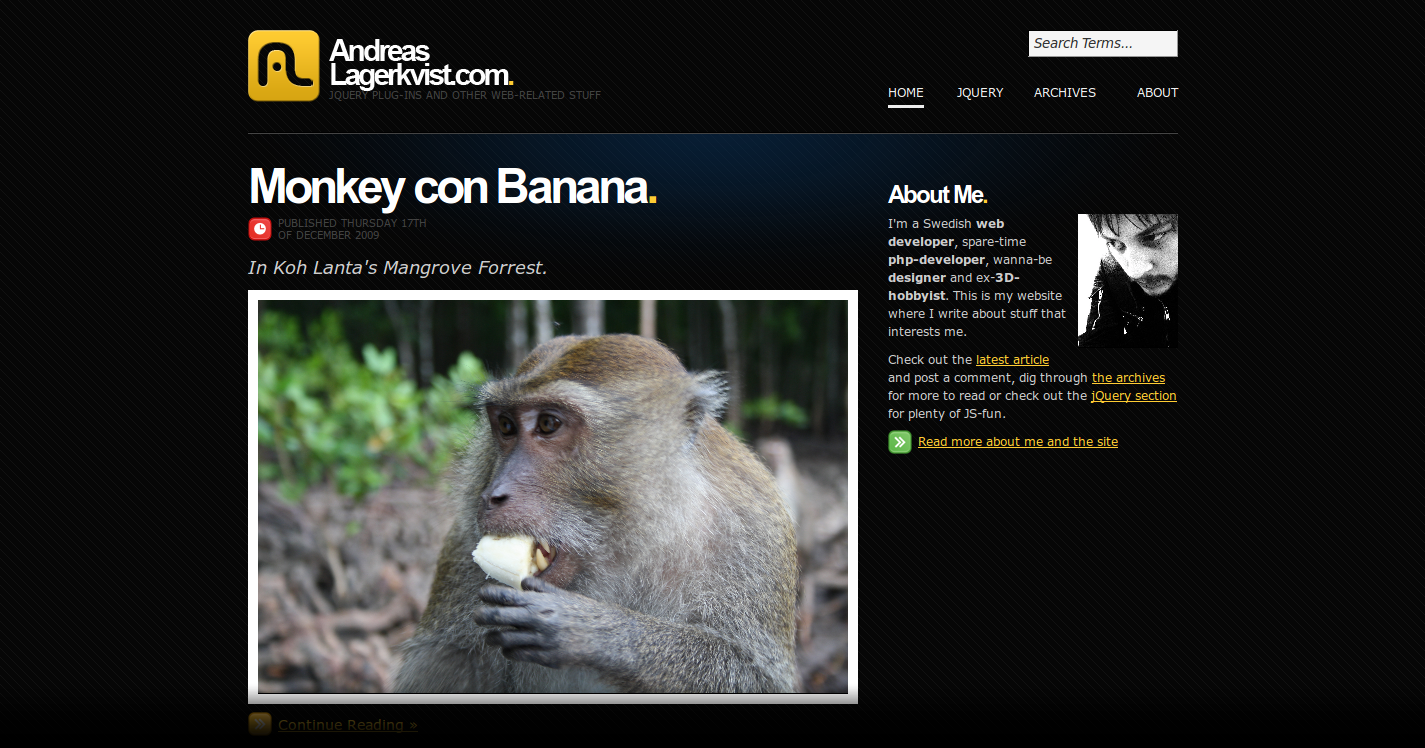 Andreas
Lagerkvist.com.
JQUERY PLUG-INS AND OTHER WEB-RELATED STUFF
Search Terms...
HOME JQUERY ARCHIVES ABOUT
Monkey con Banana.
PUBLISHED THURSDAY 17TH
OF DECEMBER 2009
In Koh Lanta's Mangrove Forrest.
Continue Reading »
About Me.
I'm a Swedish web
developer, spare-time
php-developer, wanna-be
designer and ex-3D-
hobbyist. This is my website
where I write about stuff that
interests me.
Check out the latest article
and post a comment, dig through the archives
for more to read or check out the jQuery section
for plenty of JS-fun.
Read more about me and the site